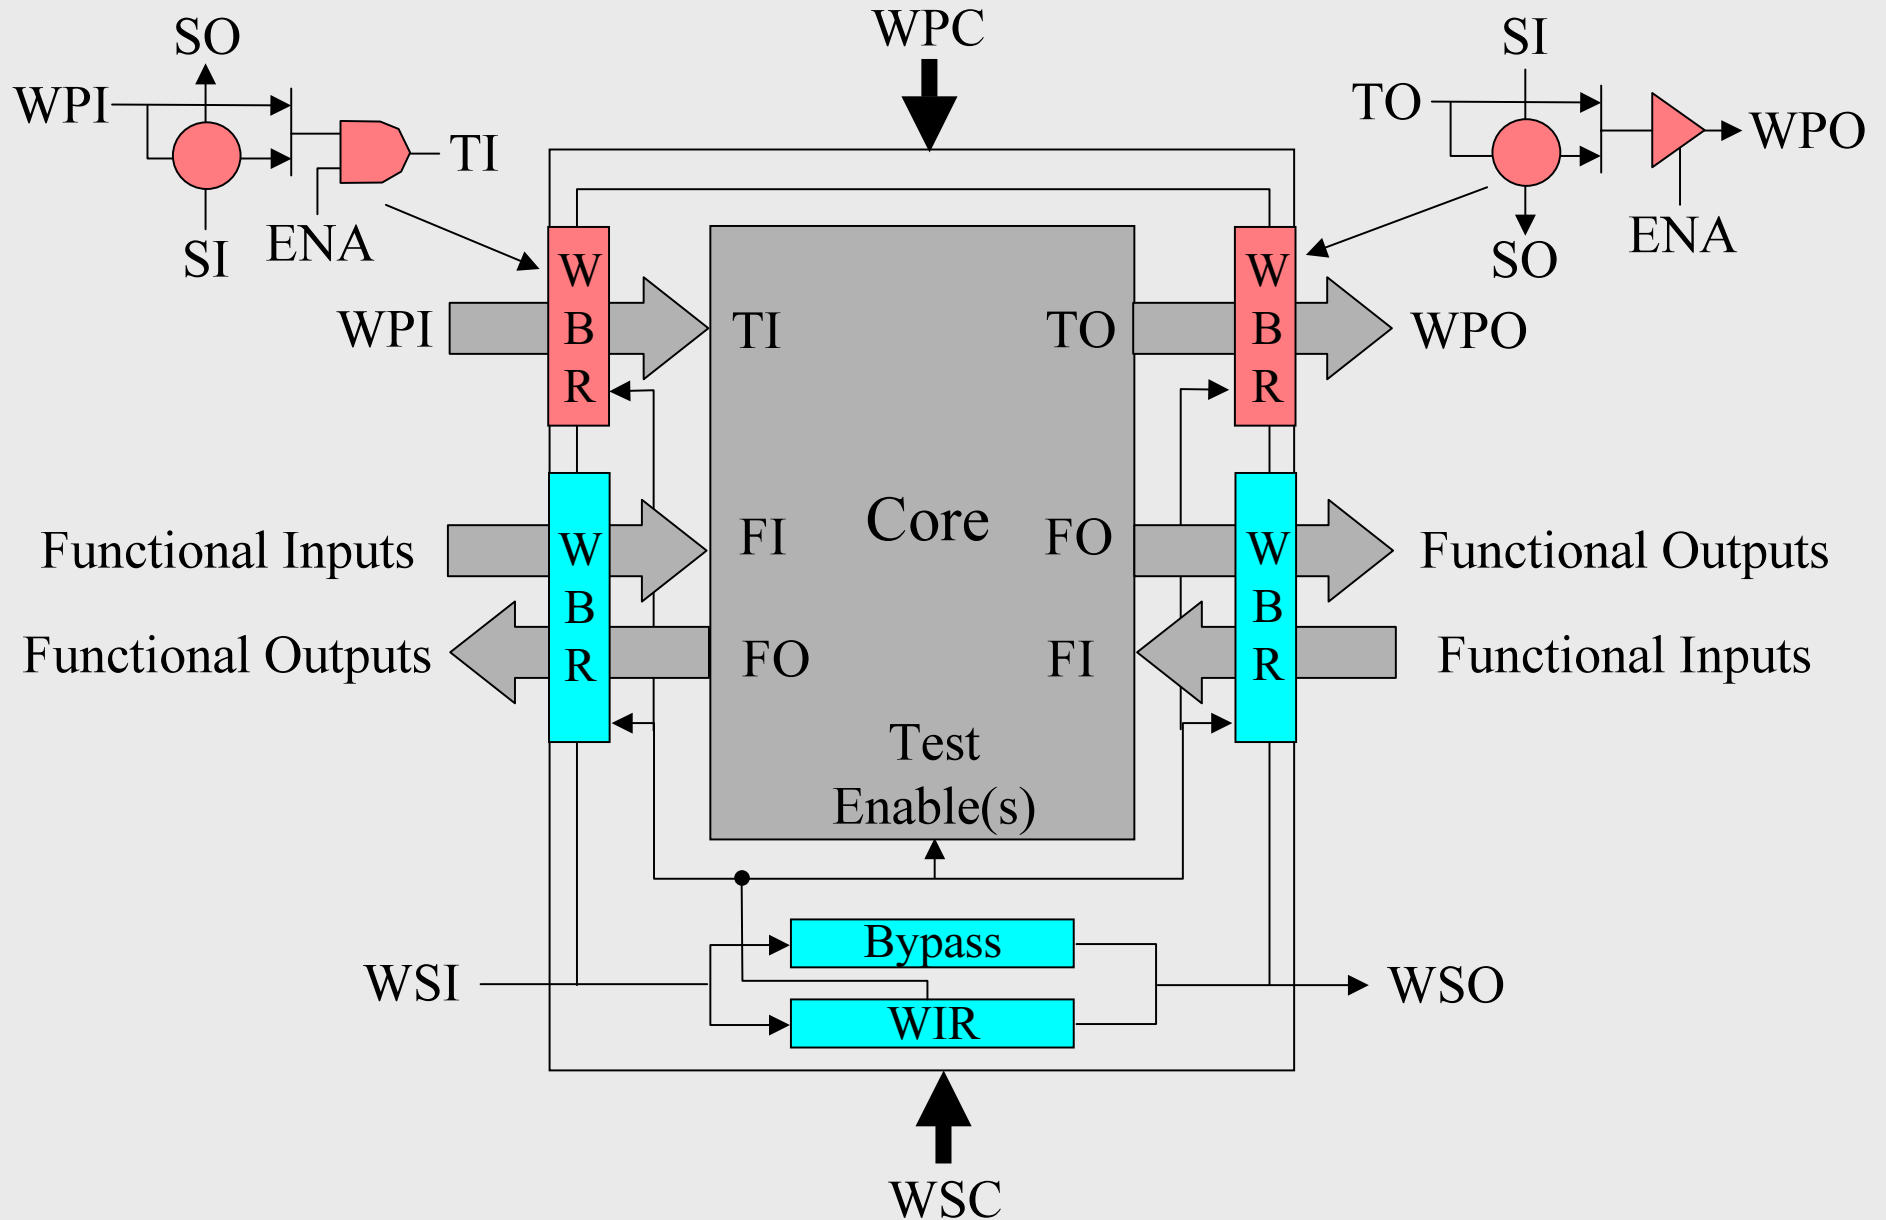 WPC
SO
WPI
TI
SI
ENA
SI
TO
WPO
ENA
SO
W
B
R
W
B
R
WPI
TI
TO
WPO
Functional Inputs
W
B
R
FI
Core
FO
W
B
R
Functional Outputs
Functional Outputs
FO
FI
Functional Inputs
Test
Enable(s)
Bypass
WSI
WSO
WIR
WSC